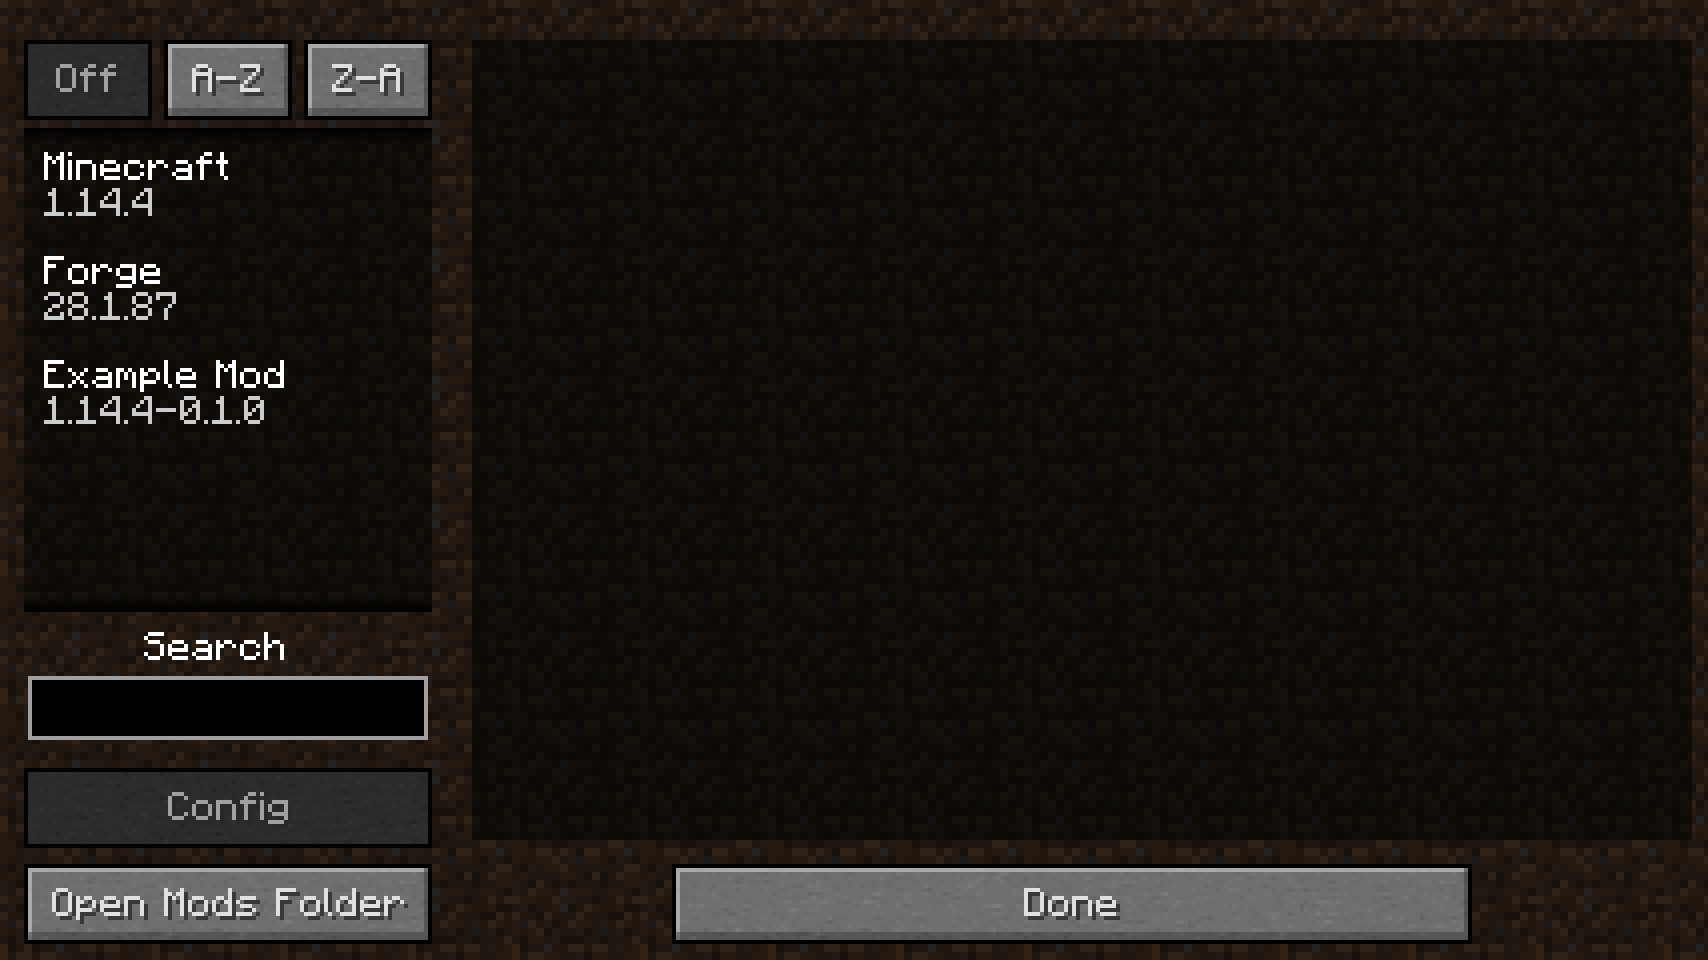 Off A-Z Z-A
Minecraft
1.14.4
Forge
28.1.87
Example Mod
1.14.4-0.1.0
Search
Config
Open Mods Folder
Done